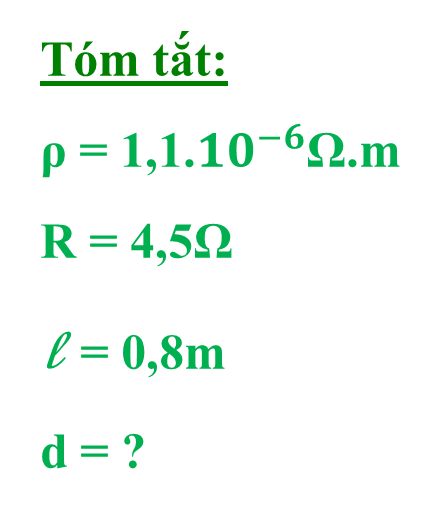 Tóm tắt:
ρ = 1,1.10⁻⁶Ω.m
R = 4,5Ω
ℓ = 0,8m
d = ?